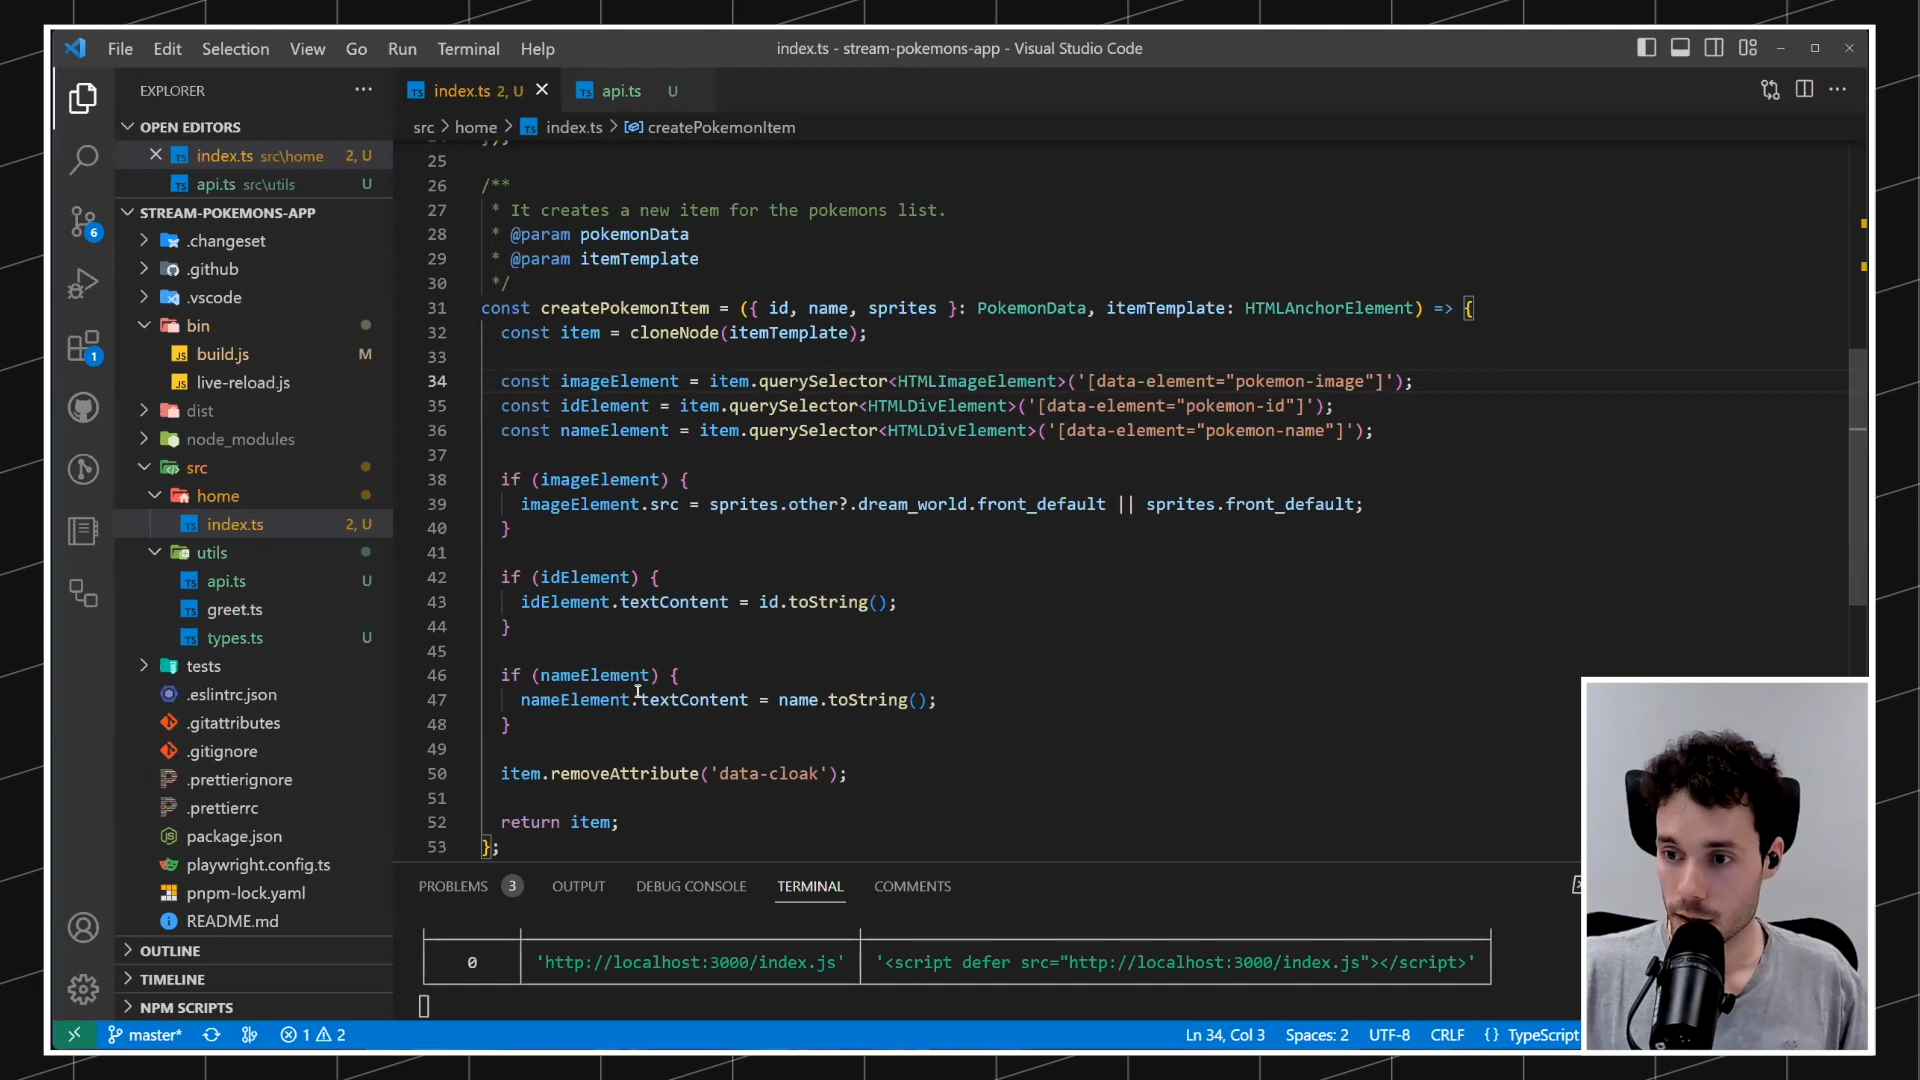 File Edit Selection View Go Run Terminal Help
index.ts - stream-pokemons-app - Visual Studio Code
EXPLORER
OPEN EDITORS
index.ts src\home 2, U
api.ts src\utils U
STREAM-POKEMONS-APP
.changeset
.github
.vscode
bin
build.js M
live-reload.js
dist
node_modules
src
home
index.ts 2, U
utils
api.ts U
greet.ts
types.ts U
tests
.eslintrc.json
.gitattributes
.gitignore
.prettierignore
.prettierrc
package.json
playwright.config.ts
pnpm-lock.yaml
README.md
OUTLINE
TIMELINE
NPM SCRIPTS
6
1
index.ts 2, U
api.ts U
src > home > index.ts > createPokemonItem
25
26 /**
27 * It creates a new item for the pokemons list.
28 * @param pokemonData
29 * @param itemTemplate
30 */
31 const createPokemonItem = ({ id, name, sprites }: PokemonData, itemTemplate: HTMLAnchorElement) => {
32 const item = cloneNode(itemTemplate);
33
34 const imageElement = item.querySelector<HTMLImageElement>('[data-element="pokemon-image"]');
35 const idElement = item.querySelector<HTMLDivElement>('[data-element="pokemon-id"]');
36 const nameElement = item.querySelector<HTMLDivElement>('[data-element="pokemon-name"]');
37
38 if (imageElement) {
39 imageElement.src = sprites.other?.dream_world.front_default || sprites.front_default;
40 }
41
42 if (idElement) {
43 idElement.textContent = id.toString();
44 }
45
46 if (nameElement) {
47 nameElement.textContent = name.toString();
48 }
49
50 item.removeAttribute('data-cloak');
51
52 return item;
53 };
PROBLEMS 3 OUTPUT DEBUG CONSOLE TERMINAL COMMENTS
0 'http://localhost:3000/index.js' '<script defer src="http://localhost:3000/index.js"></script>'
master* 1 2 Ln 34, Col 3 Spaces: 2 UTF-8 CRLF {} TypeScript